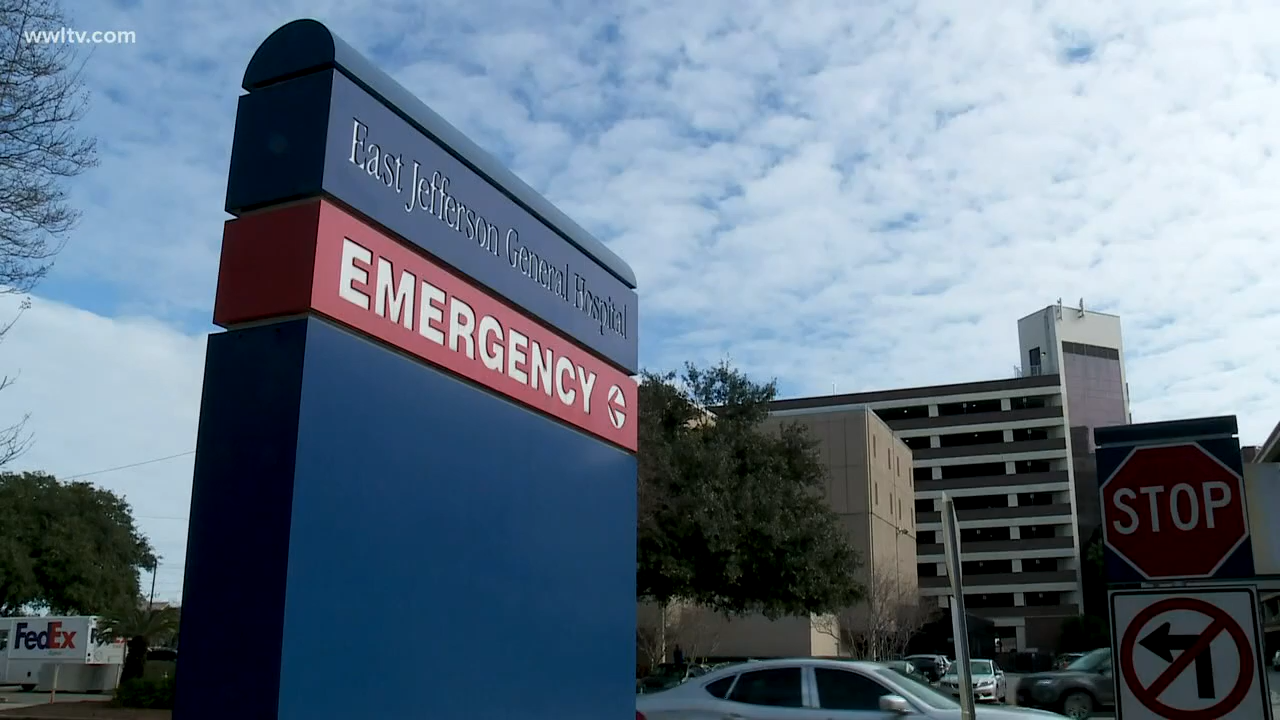 wwltv.com
East Jefferson General Hospital
EMERGENCY
STOP
FedEx